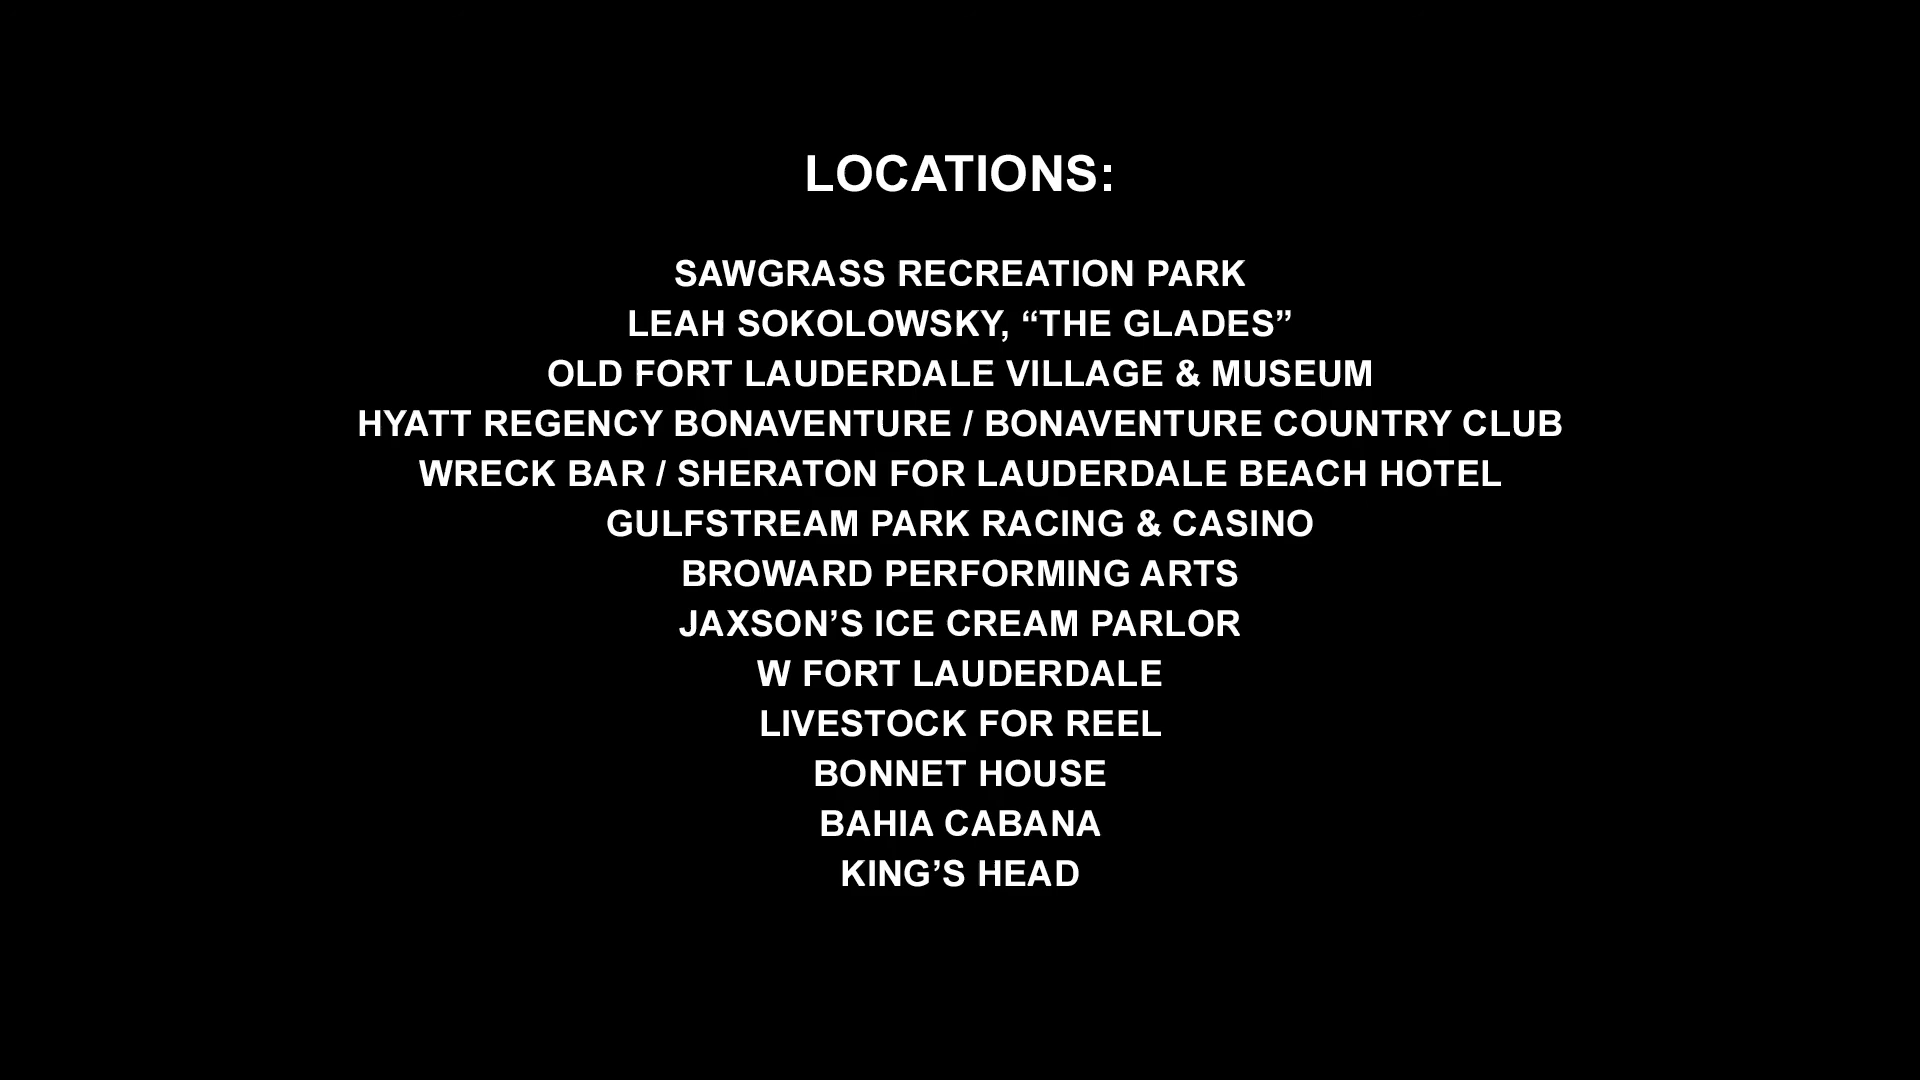 LOCATIONS:
SAWGRASS RECREATION PARK
LEAH SOKOLOWSKY, “THE GLADES”
OLD FORT LAUDERDALE VILLAGE & MUSEUM
HYATT REGENCY BONAVENTURE / BONAVENTURE COUNTRY CLUB
WRECK BAR / SHERATON FOR LAUDERDALE BEACH HOTEL
GULFSTREAM PARK RACING & CASINO
BROWARD PERFORMING ARTS
JAXSON’S ICE CREAM PARLOR
W FORT LAUDERDALE
LIVESTOCK FOR REEL
BONNET HOUSE
BAHIA CABANA
KING’S HEAD